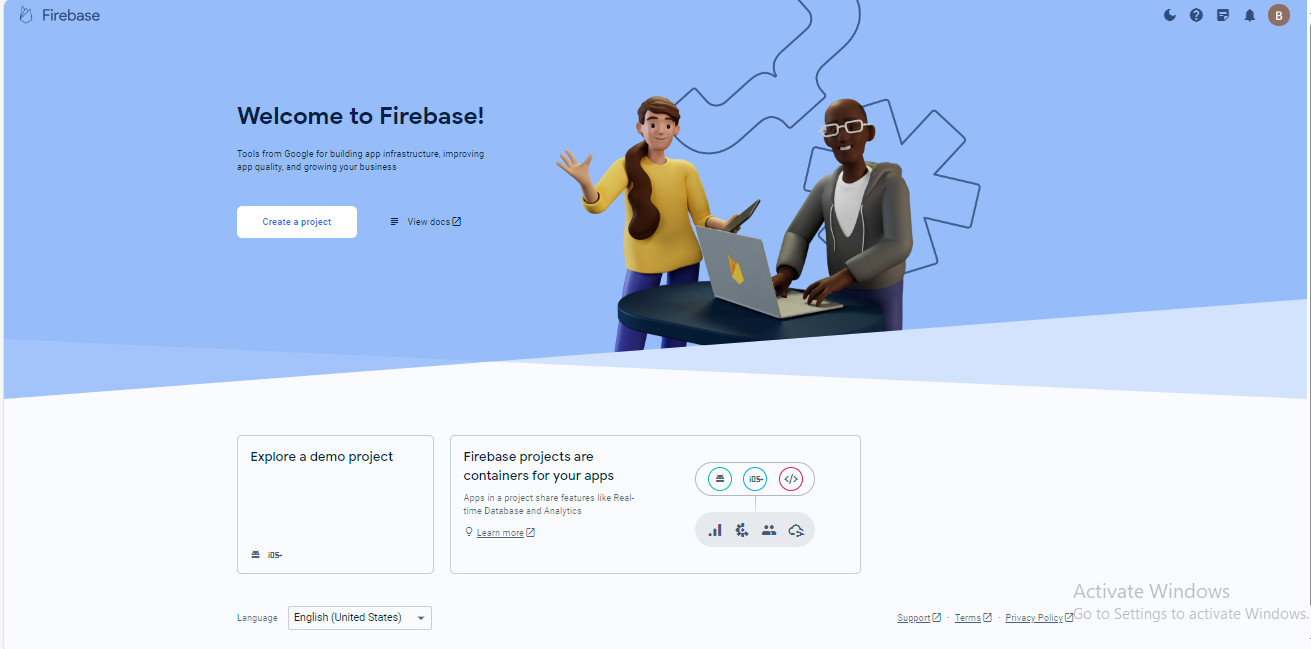 Firebase
B
Welcome to Firebase!
Tools from Google for building app infrastructure, improving
app quality, and growing your business
Create a project
View docs
Explore a demo project
iOS+
Firebase projects are
containers for your apps
Apps in a project share features like Real-
time Database and Analytics
Learn more
iOS+
</>
Language
English (United States)
Support · Terms · Privacy Policy
Activate Windows
Go to Settings to activate Windows.